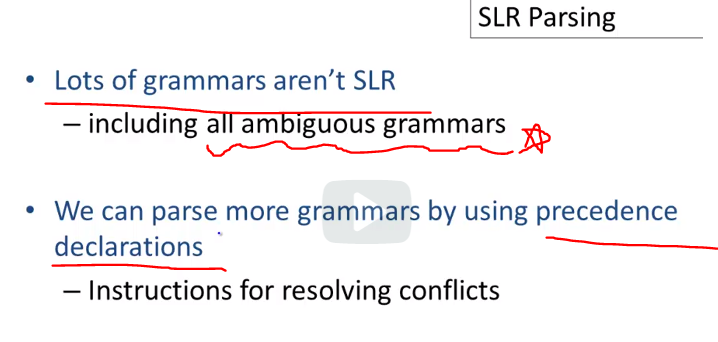 SLR Parsing
• Lots of grammars aren't SLR
– including all ambiguous grammars
• We can parse more grammars by using precedence
declarations
– Instructions for resolving conflicts